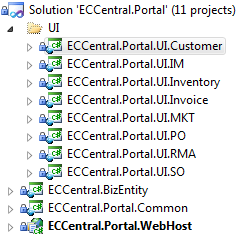 Solution 'ECCentral.Portal' (11 projects)
UI
ECCentral.Portal.UI.Customer
ECCentral.Portal.UI.IM
ECCentral.Portal.UI.Inventory
ECCentral.Portal.UI.Invoice
ECCentral.Portal.UI.MKT
ECCentral.Portal.UI.PO
ECCentral.Portal.UI.RMA
ECCentral.Portal.UI.SO
ECCentral.BizEntity
ECCentral.Portal.Common
ECCentral.Portal.WebHost